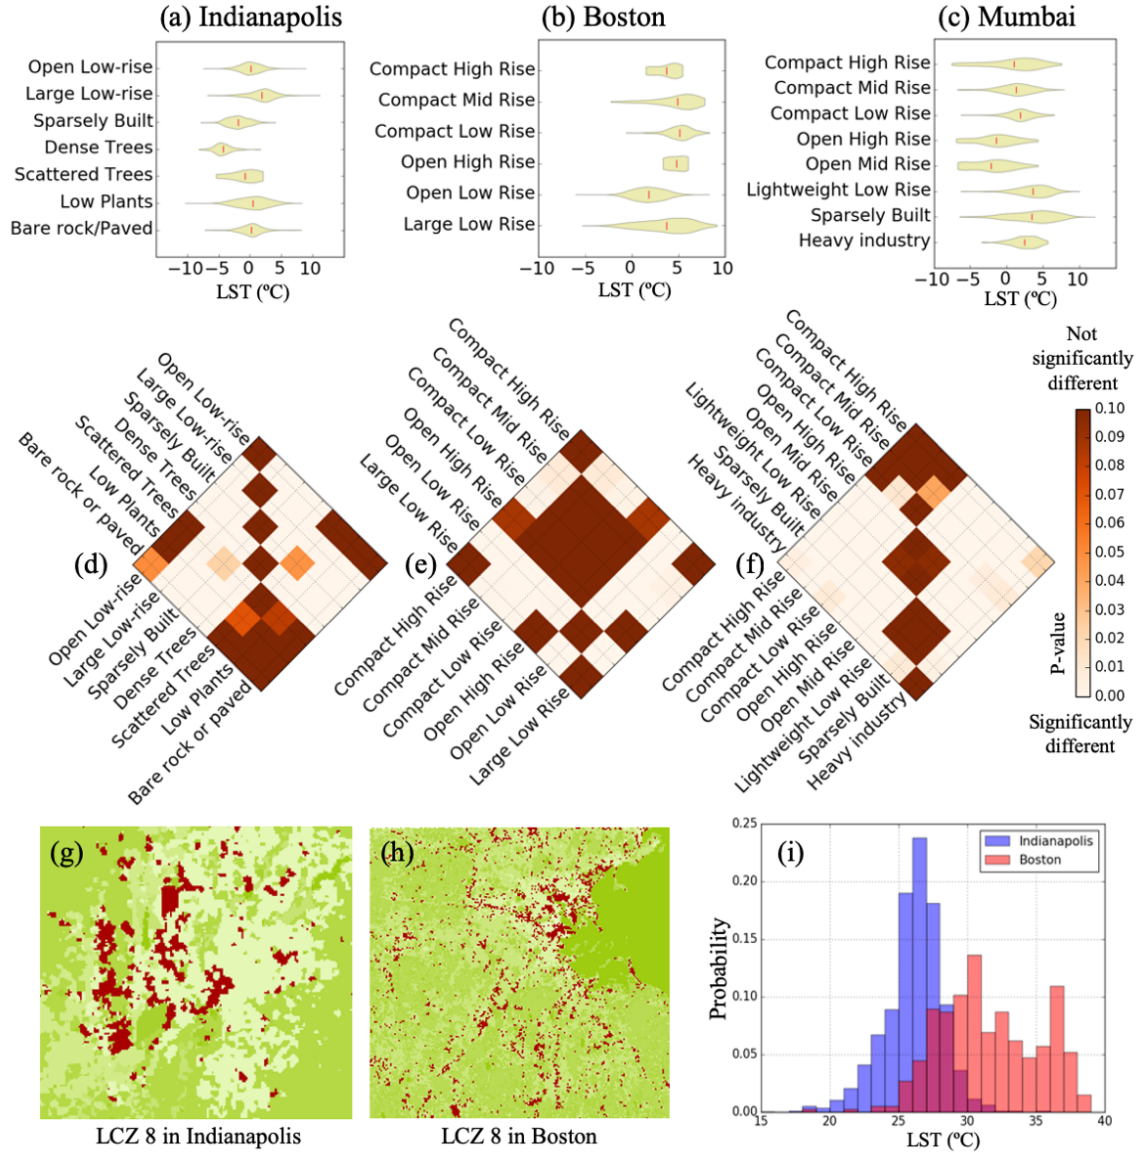 (a) Indianapolis
(b) Boston
(c) Mumbai
Open Low-rise
Large Low-rise
Sparsely Built
Dense Trees
Scattered Trees
Low Plants
Bare rock/Paved
−10 −5 0 5 10
LST (ºC)
Compact High Rise
Compact Mid Rise
Compact Low Rise
Open High Rise
Open Low Rise
Large Low Rise
−10 −5 0 5 10
LST (ºC)
Compact High Rise
Compact Mid Rise
Compact Low Rise
Open High Rise
Open Mid Rise
Lightweight Low Rise
Sparsely Built
Heavy industry
−10 −5 0 5 10
LST (ºC)
(d)
Open Low-rise
Large Low-rise
Sparsely Built
Dense Trees
Scattered Trees
Low Plants
Bare rock or paved
Open Low-rise
Large Low-rise
Sparsely Built
Dense Trees
Scattered Trees
Low Plants
Bare rock or paved
(e)
Compact High Rise
Compact Mid Rise
Compact Low Rise
Open High Rise
Open Low Rise
Large Low Rise
Compact High Rise
Compact Mid Rise
Compact Low Rise
Open High Rise
Open Low Rise
Large Low Rise
(f)
Compact High Rise
Compact Mid Rise
Compact Low Rise
Open High Rise
Open Mid Rise
Lightweight Low Rise
Sparsely Built
Heavy industry
Compact High Rise
Compact Mid Rise
Compact Low Rise
Open High Rise
Open Mid Rise
Lightweight Low Rise
Sparsely Built
Heavy industry
Not
significantly
different
0.10
0.09
0.08
0.07
0.06
0.05
0.04
0.03
0.02
0.01
0.00
P-value
Significantly
different
(g)
LCZ 8 in Indianapolis
(h)
LCZ 8 in Boston
(i)
Indianapolis
Boston
0.25
0.20
0.15
0.10
0.05
0.00
Probability
15 20 25 30 35 40
LST (ºC)